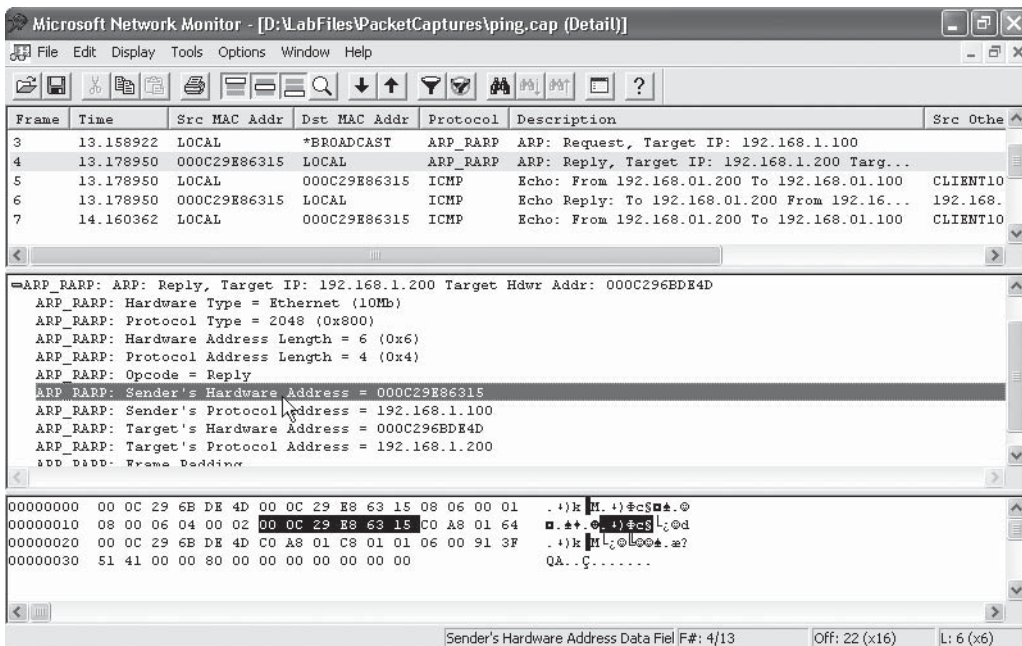 Microsoft Network Monitor - [D:\LabFiles\PacketCaptures\ping.cap (Detail)]
File Edit Display Tools Options Window Help
Frame Time Src MAC Addr Dst MAC Addr Protocol Description Src Othe
3 13.158922 LOCAL *BROADCAST ARP_RARP ARP: Request, Target IP: 192.168.1.100
4 13.178950 000C29E86315 LOCAL ARP_RARP ARP: Reply, Target IP: 192.168.1.200 Targ...
5 13.178950 LOCAL 000C29E86315 ICMP Echo: From 192.168.01.200 To 192.168.01.100 CLIENT10
6 13.178950 000C29E86315 LOCAL ICMP Echo Reply: To 192.168.01.200 From 192.16... 192.168.
7 14.160362 LOCAL 000C29E86315 ICMP Echo: From 192.168.01.200 To 192.168.01.100 CLIENT10
ARP_RARP: ARP: Reply, Target IP: 192.168.1.200 Target Hdwr Addr: 000C296BDE4D
ARP_RARP: Hardware Type = Ethernet (10Mb)
ARP_RARP: Protocol Type = 2048 (0x800)
ARP_RARP: Hardware Address Length = 6 (0x6)
ARP_RARP: Protocol Address Length = 4 (0x4)
ARP_RARP: Opcode = Reply
ARP_RARP: Sender's Hardware Address = 000C29E86315
ARP_RARP: Sender's Protocol Address = 192.168.1.100
ARP_RARP: Target's Hardware Address = 000C296BDE4D
ARP_RARP: Target's Protocol Address = 192.168.1.200
ARP_RARP: Frame Padding
00000000 00 0C 29 6B DE 4D 00 0C 29 E8 63 15 08 06 00 01
00000010 08 00 06 04 00 02 00 0C 29 E8 63 15 C0 A8 01 64
00000020 00 0C 29 6B DE 4D C0 A8 01 C8 01 01 06 00 91 3F
00000030 51 41 00 00 80 00 00 00 00 00 00 00 QA..Ç.......
Sender's Hardware Address Data Fiel F#: 4/13 Off: 22 (x16) L: 6 (x6)